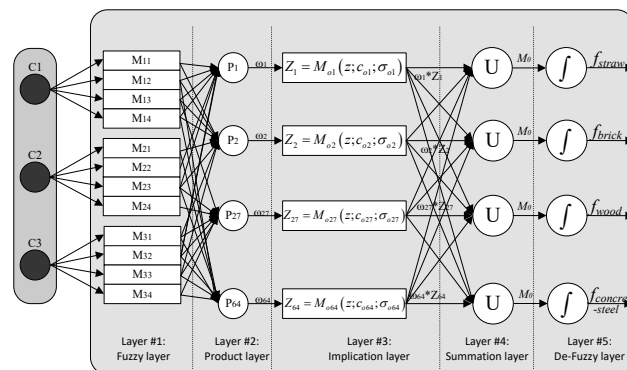 C1
C2
C3
M11
M12
M13
M14
M21
M22
M23
M24
M31
M32
M33
M34
P1
P2
P27
P64
ω1
ω2
ω27
ω64
Z1 = Mo1(z;co1;σo1)
Z2 = Mo2(z;co2;σo2)
Z27 = Mo27(z;co27;σo27)
Z64 = Mo64(z;co64;σo64)
ω1*Z1
ω2*Z2
ω27*Z27
ω64*Z64
U
U
U
U
M0
M0
M0
M0
∫
∫
∫
∫
fstraw
fbrick
fwood
fconcre
-steel
Layer #1:
Fuzzy layer
Layer #2:
Product layer
Layer #3:
Implication layer
Layer #4:
Summation layer
Layer #5:
De-Fuzzy layer